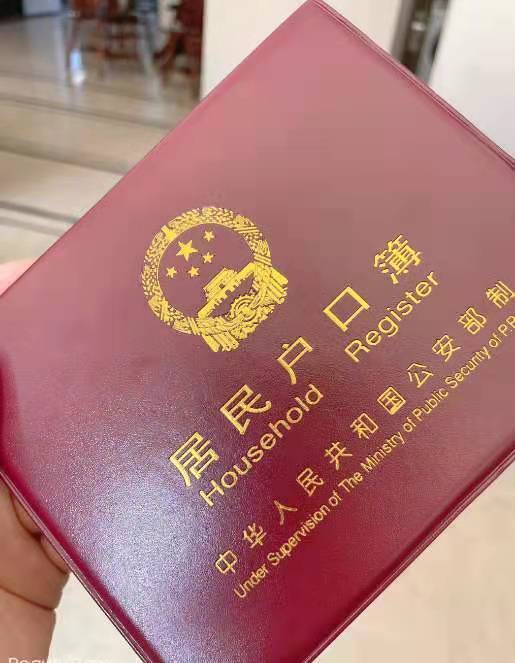 居民户口簿
Household Register
中华人民共和国公安部制
Under Supervision of The Ministry of Public Security of P.R